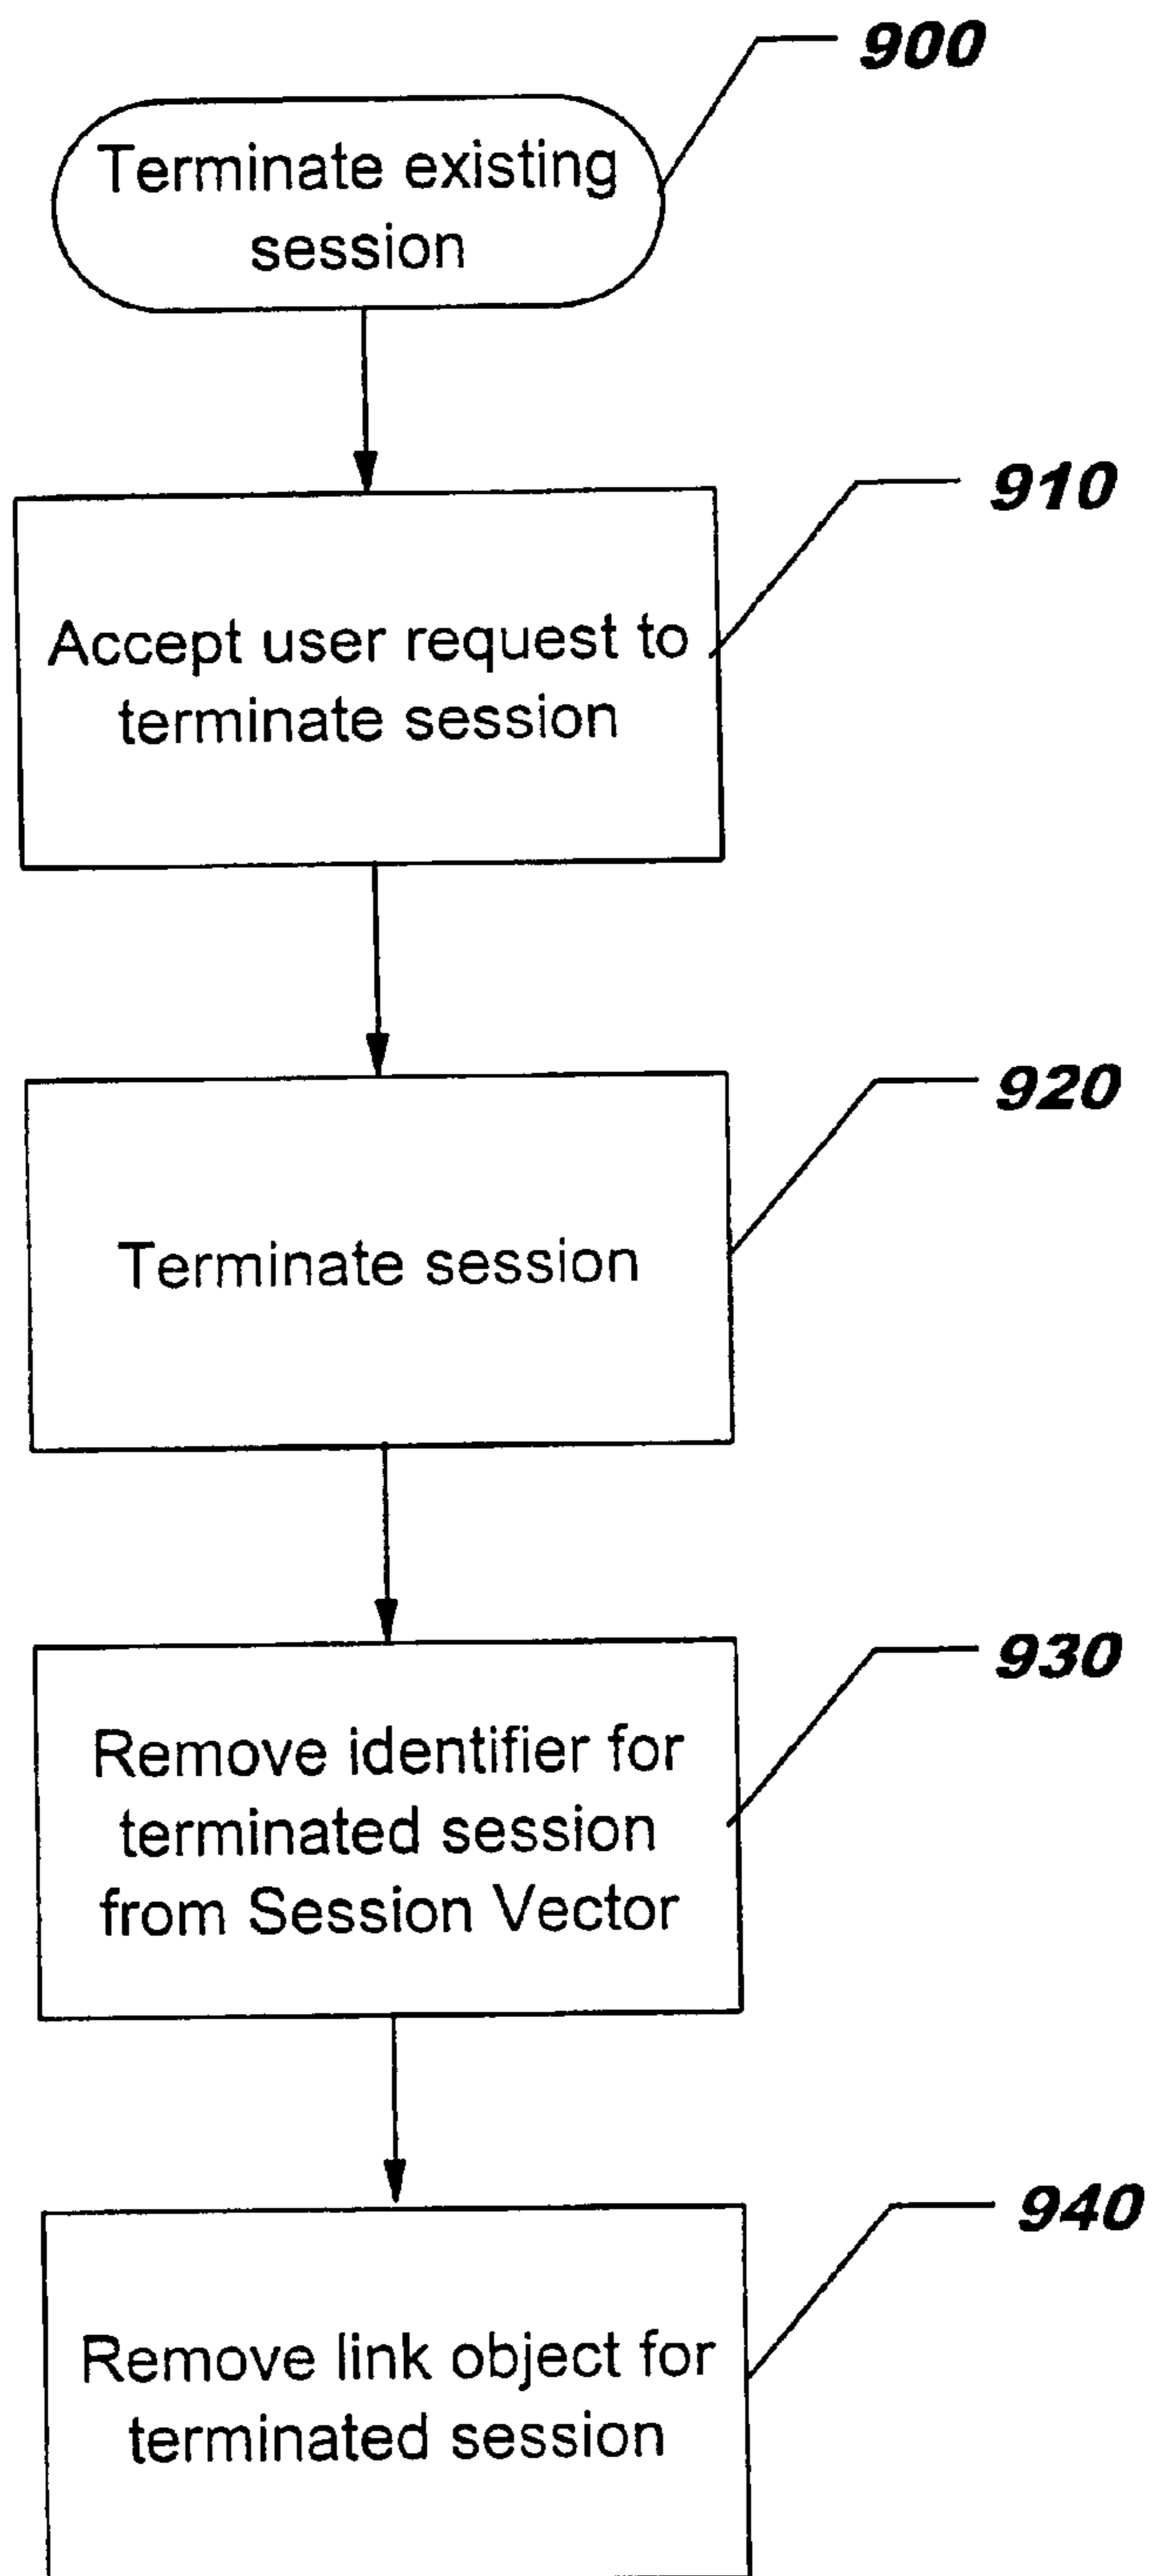 900
Terminate existing
session
910
Accept user request to
terminate session
920
Terminate session
930
Remove identifier for
terminated session
from Session Vector
940
Remove link object for
terminated session